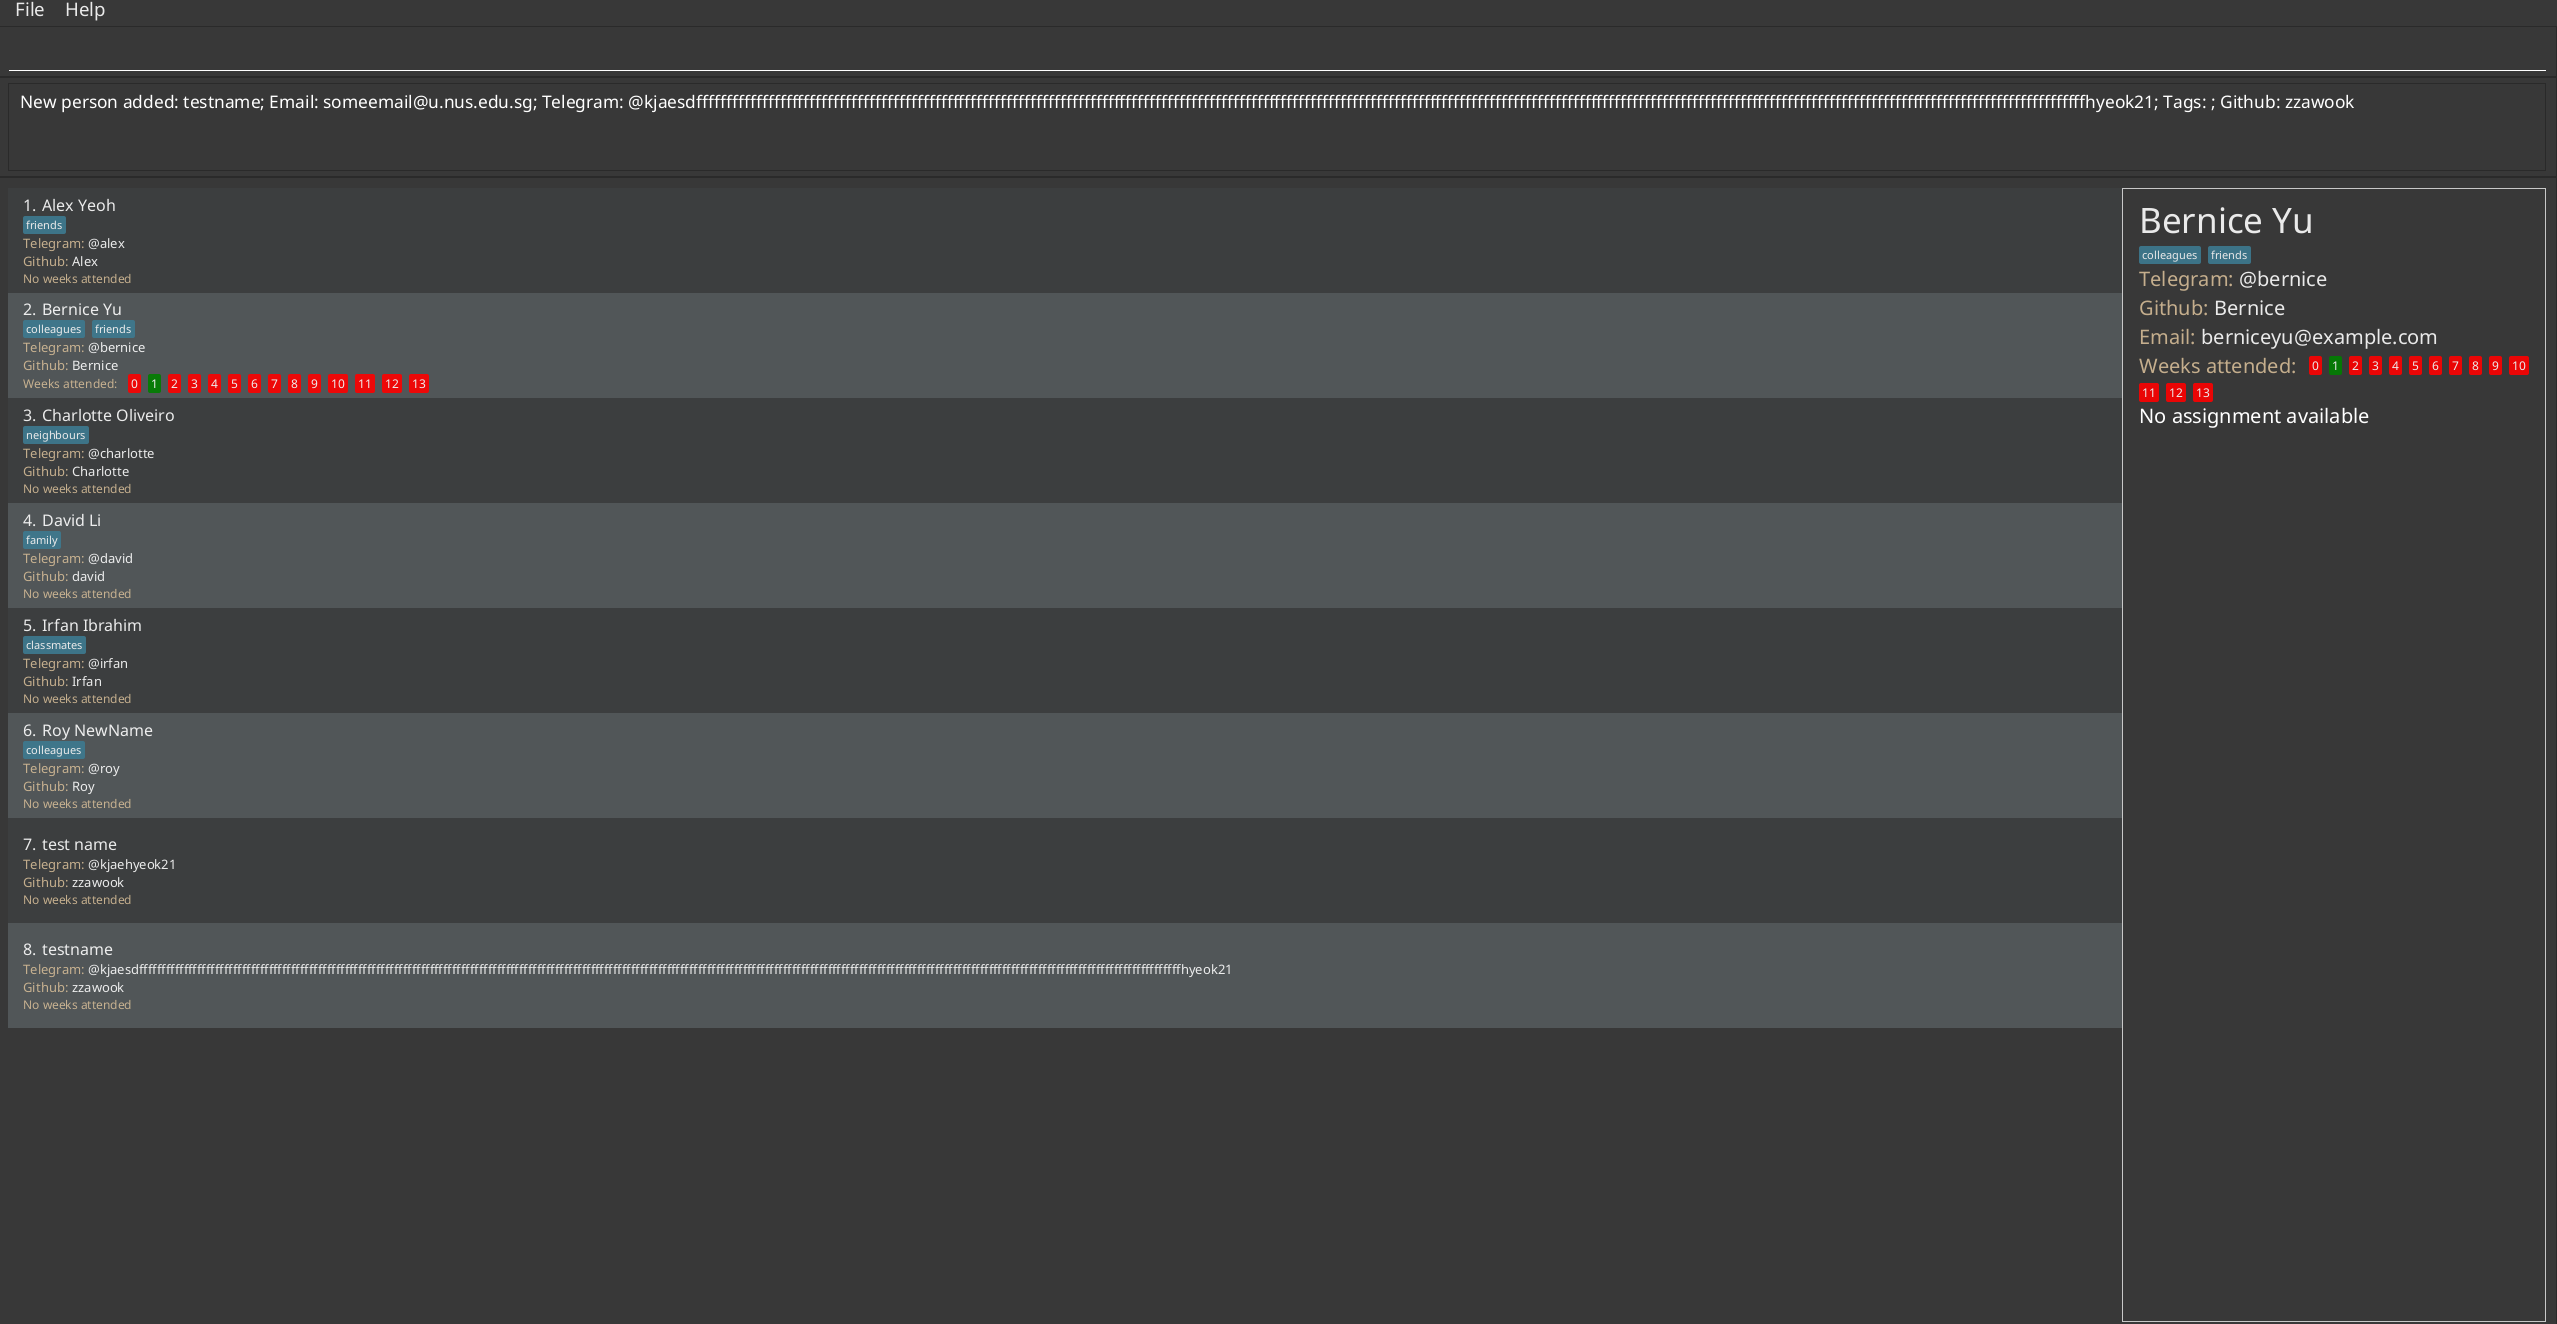 File Help
New person added: testname; Email: someemail@u.nus.edu.sg; Telegram: Tags: ; Github: zzawook
1. Alex Yeoh
friends
Telegram: @alex
Github: Alex
No weeks attended
2. Bernice Yu
colleagues friends
Telegram: @bernice
Github: Bernice
Weeks attended: 0 1 2 3 4 5 6 7 8 9 10 11 12 13
3. Charlotte Oliveiro
neighbours
Telegram: @charlotte
Github: Charlotte
No weeks attended
4. David Li
family
Telegram: @david
Github: david
No weeks attended
5. Irfan Ibrahim
classmates
Telegram: @irfan
Github: Irfan
No weeks attended
6. Roy NewName
colleagues
Telegram: @roy
Github: Roy
No weeks attended
7. test name
Telegram: @kjaehyeok21
Github: zzawook
No weeks attended
8. testname
Telegram:
Github: zzawook
No weeks attended
Bernice Yu
colleagues friends
Telegram: @bernice
Github: Bernice
Email: berniceyu@example.com
Weeks attended: 0 1 2 3 4 5 6 7 8 9 10
11 12 13
No assignment available